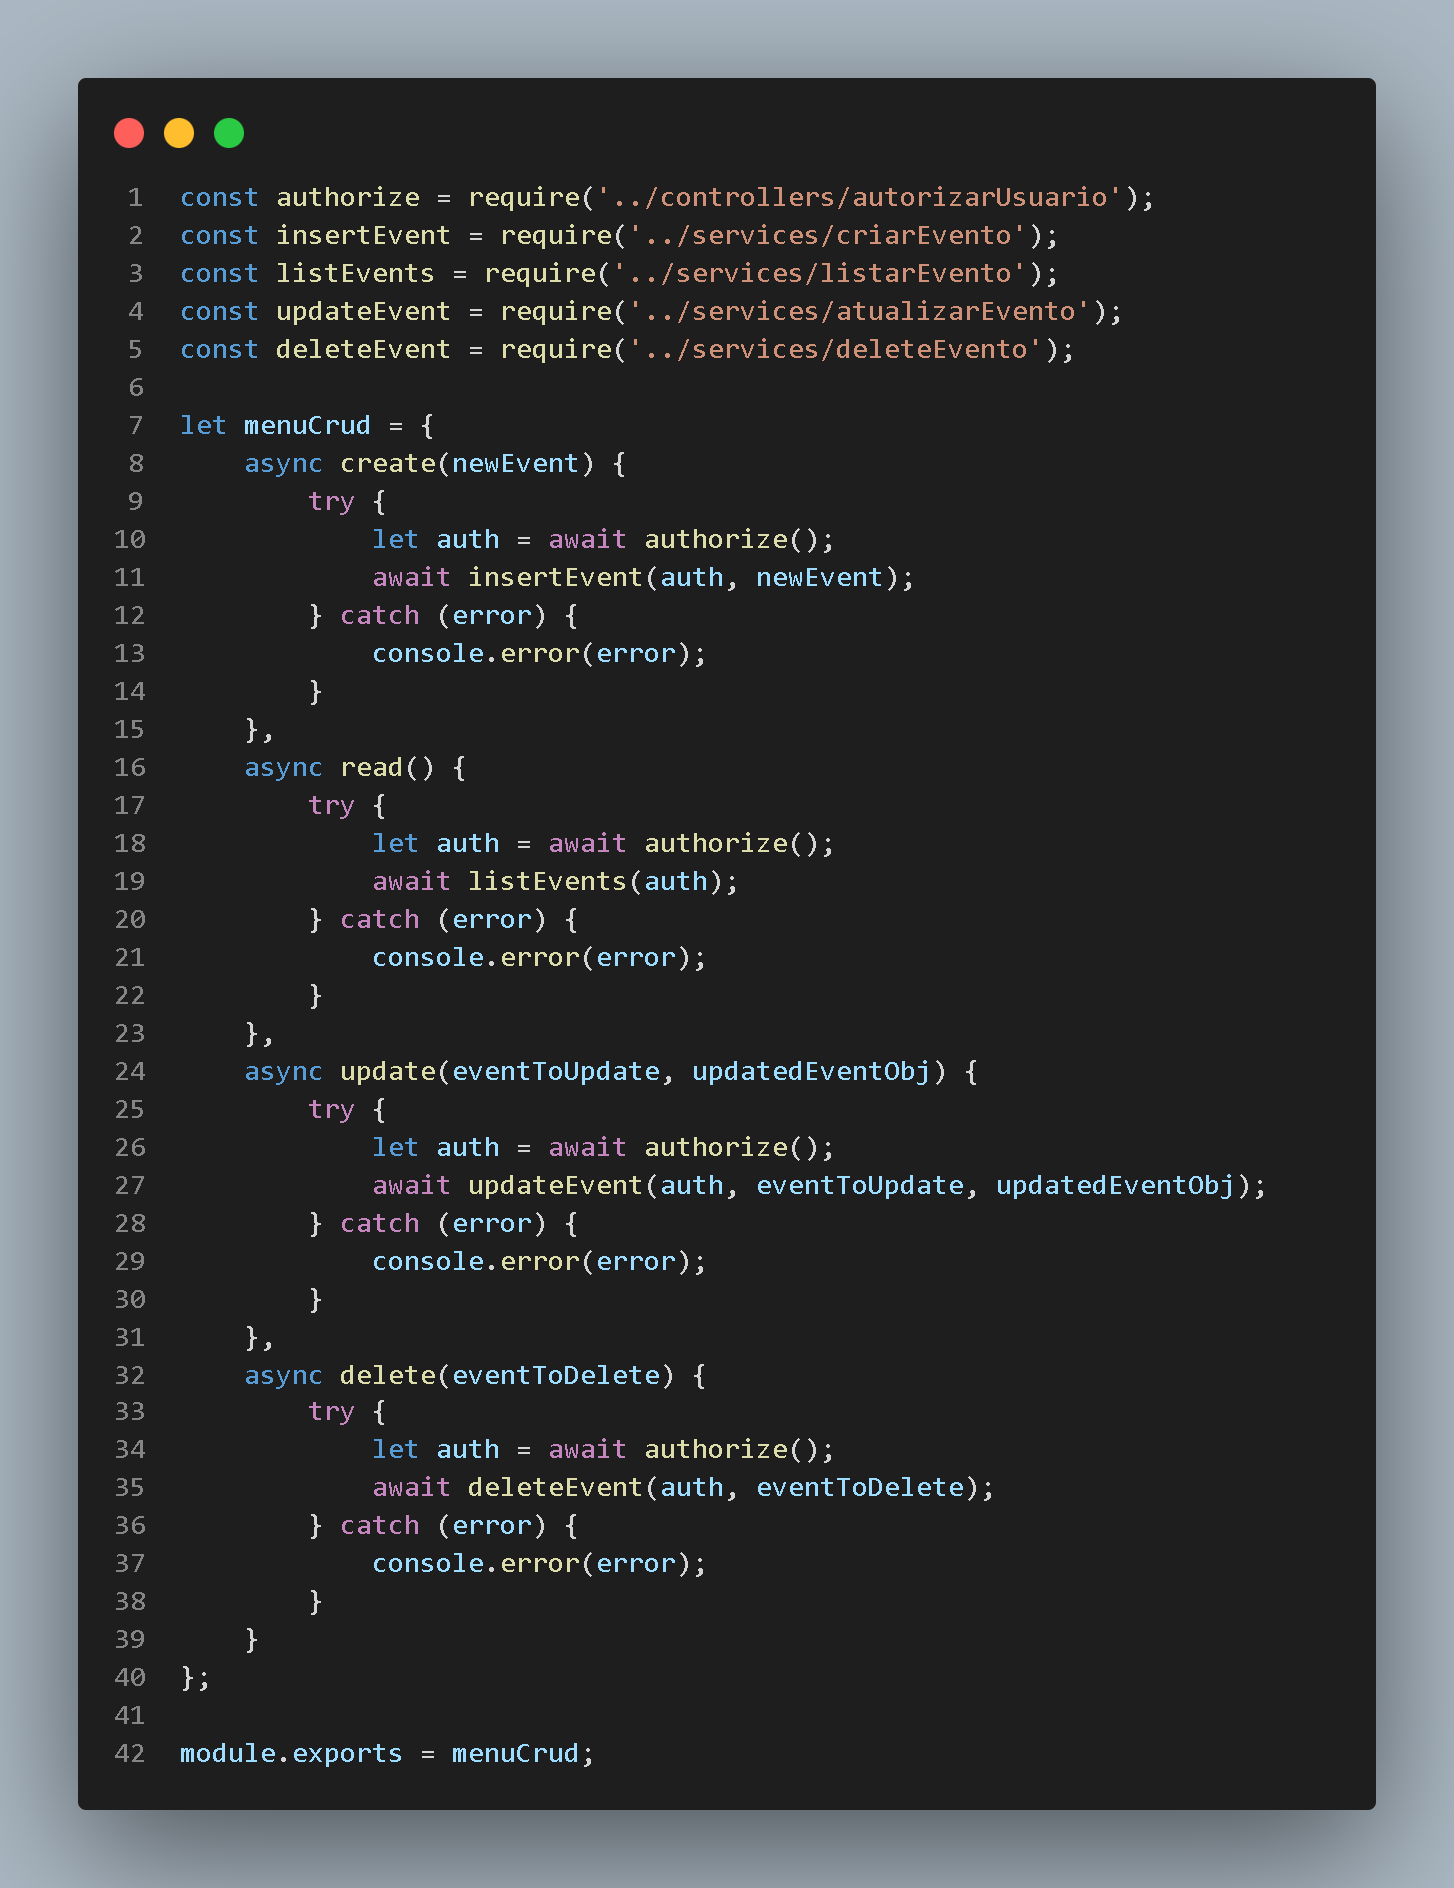 1 const authorize = require('../controllers/autorizarUsuario');
2 const insertEvent = require('../services/criarEvento');
3 const listEvents = require('../services/listarEvento');
4 const updateEvent = require('../services/atualizarEvento');
5 const deleteEvent = require('../services/deleteEvento');
6
7 let menuCrud = {
8     async create(newEvent) {
9         try {
10             let auth = await authorize();
11             await insertEvent(auth, newEvent);
12         } catch (error) {
13             console.error(error);
14         }
15     },
16     async read() {
17         try {
18             let auth = await authorize();
19             await listEvents(auth);
20         } catch (error) {
21             console.error(error);
22         }
23     },
24     async update(eventToUpdate, updatedEventObj) {
25         try {
26             let auth = await authorize();
27             await updateEvent(auth, eventToUpdate, updatedEventObj);
28         } catch (error) {
29             console.error(error);
30         }
31     },
32     async delete(eventToDelete) {
33         try {
34             let auth = await authorize();
35             await deleteEvent(auth, eventToDelete);
36         } catch (error) {
37             console.error(error);
38         }
39     }
40 };
41
42 module.exports = menuCrud;